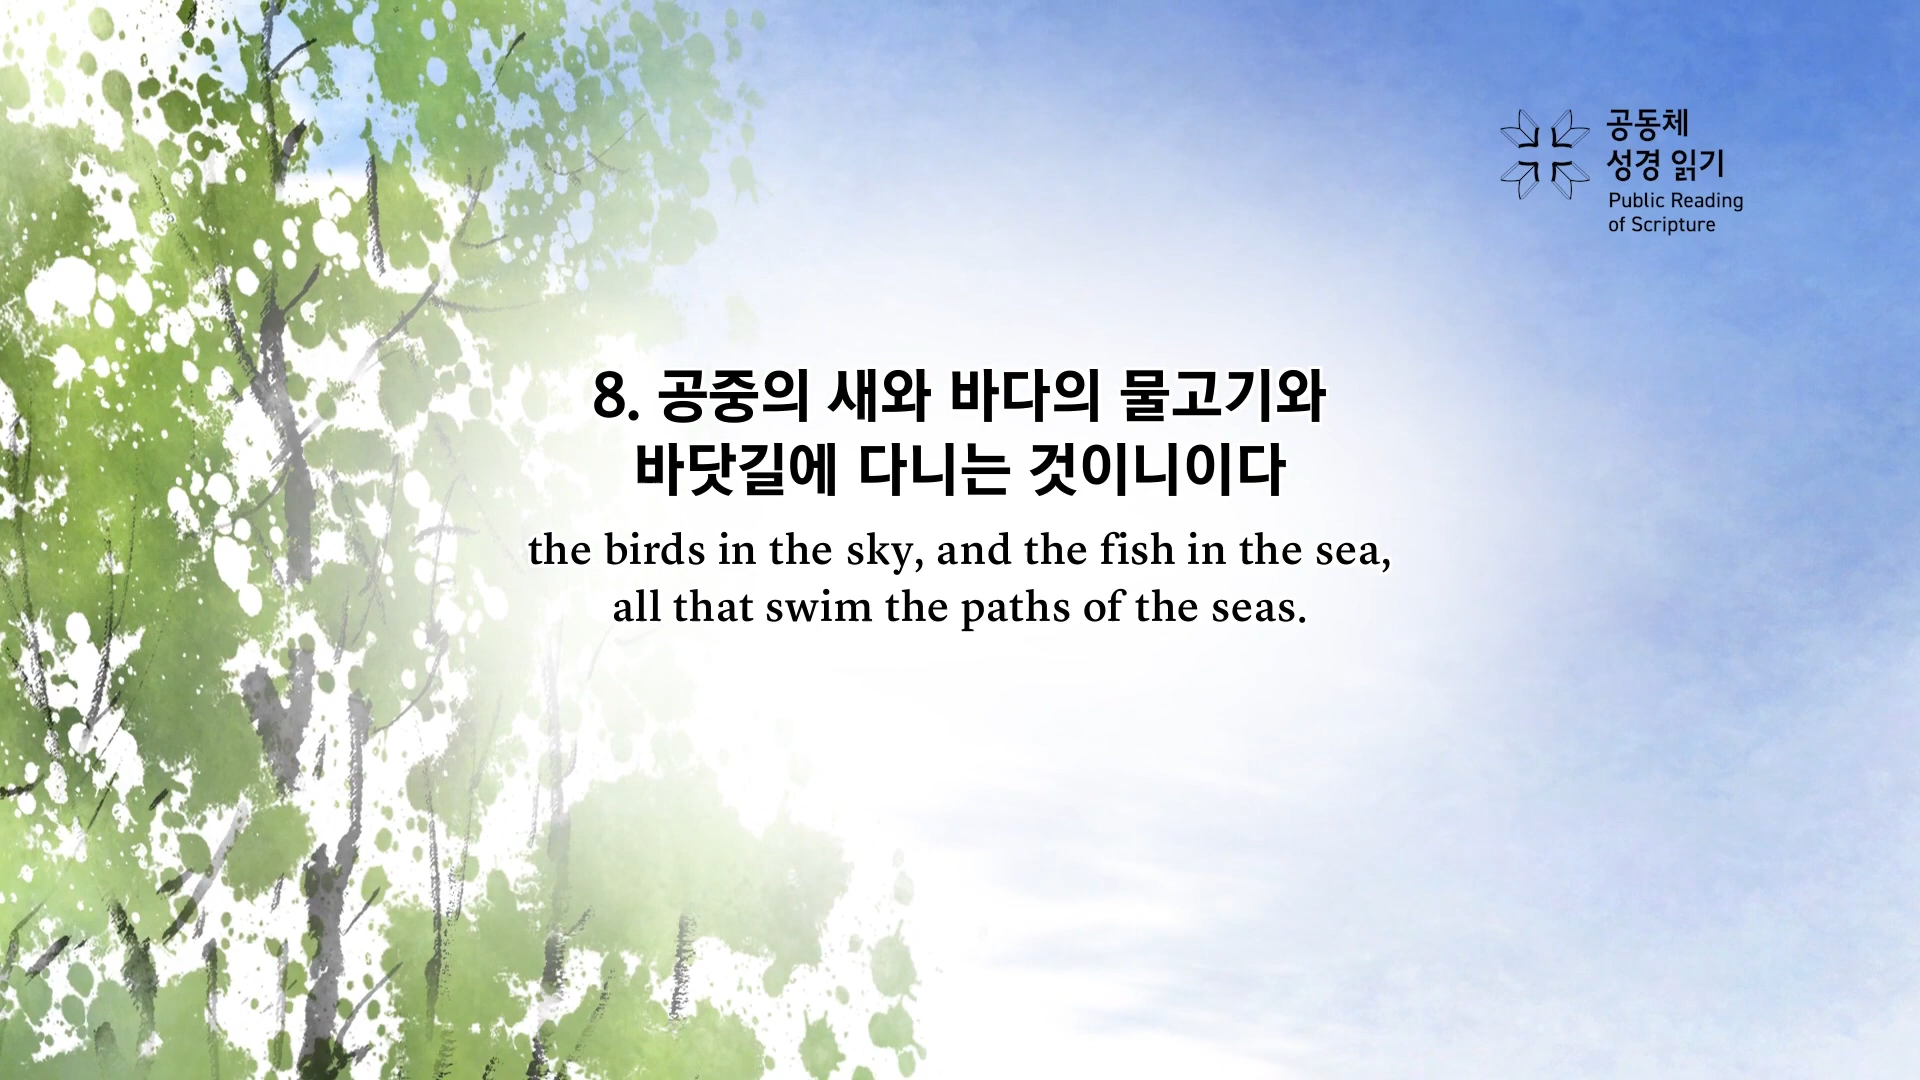 공동체
성경 읽기
Public Reading
of Scripture
8. 공중의 새와 바다의 물고기와
바닷길에 다니는 것이니이다
the birds in the sky, and the fish in the sea,
all that swim the paths of the seas.